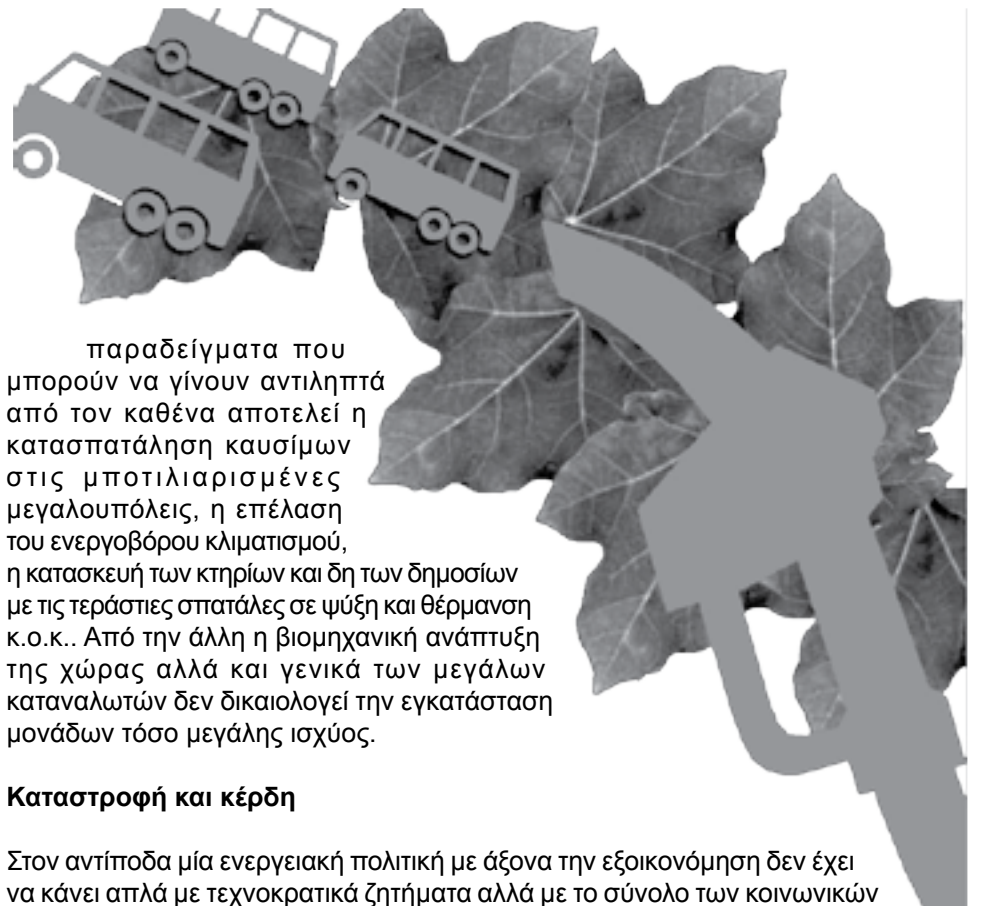 παραδείγματα που
μπορούν να γίνουν αντιληπτά
από τον καθένα αποτελεί η
κατασπατάληση καυσίμων
στις μποτιλιαρισμένες
μεγαλουπόλεις, η επέλαση
του ενεργοβόρου κλιματισμού,
η κατασκευή των κτηρίων και δη των δημοσίων
με τις τεράστιες σπατάλες σε ψύξη και θέρμανση
κ.ο.κ.. Από την άλλη η βιομηχανική ανάπτυξη
της χώρας αλλά και γενικά των μεγάλων
καταναλωτών δεν δικαιολογεί την εγκατάσταση
μονάδων τόσο μεγάλης ισχύος.
Καταστροφή και κέρδη
Στον αντίποδα μία ενεργειακή πολιτική με άξονα την εξοικονόμηση δεν έχει
να κάνει απλά με τεχνοκρατικά ζητήματα αλλά με το σύνολο των κοινωνικών